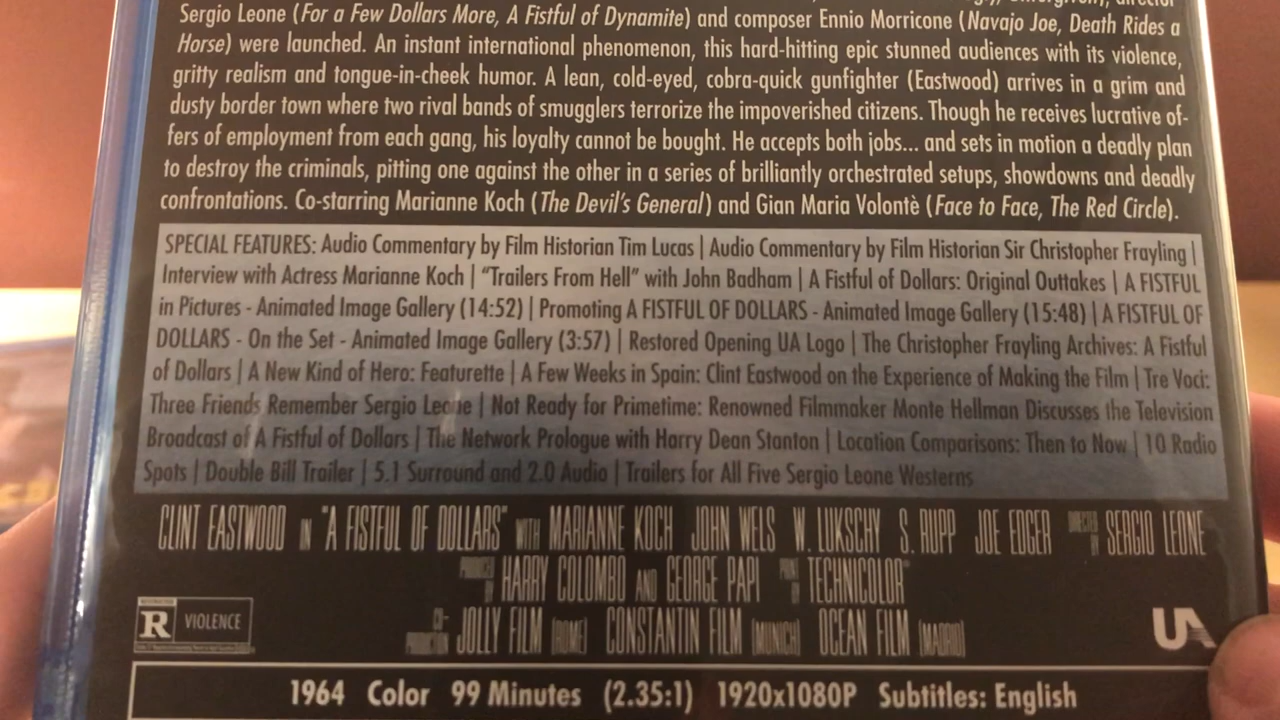 Sergio Leone (For a Few Dollars More, A Fistful of Dynamite) and composer Ennio Morricone (Navajo Joe, Death Rides a
Horse) were launched. An instant international phenomenon, this hard-hitting epic stunned audiences with its violence,
gritty realism and tongue-in-cheek humor. A lean, cold-eyed, cobra-quick gunfighter (Eastwood) arrives in a grim and
dusty border town where two rival bands of smugglers terrorize the impoverished citizens. Though he receives lucrative of-
fers of employment from each gang, his loyalty cannot be bought. He accepts both jobs... and sets in motion a deadly plan
to destroy the criminals, pitting one against the other in a series of brilliantly orchestrated setups, showdowns and deadly
confrontations. Co-starring Marianne Koch (The Devil's General) and Gian Maria Volontè (Face to Face, The Red Circle).
SPECIAL FEATURES: Audio Commentary by Film Historian Tim Lucas | Audio Commentary by Film Historian Sir Christopher Frayling |
Interview with Actress Marianne Koch | "Trailers From Hell" with John Badham | A Fistful of Dollars: Original Outtakes | A FISTFUL
in Pictures - Animated Image Gallery (14:52) | Promoting A FISTFUL OF DOLLARS - Animated Image Gallery (15:48) | A FISTFUL OF
DOLLARS - On the Set - Animated Image Gallery (3:57) | Restored Opening UA Logo | The Christopher Frayling Archives: A Fistful
of Dollars | A New Kind of Hero: Featurette | A Few Weeks in Spain: Clint Eastwood on the Experience of Making the Film | Tre Voci:
Three Friends Remember Sergio Leone | Not Ready for Primetime: Renowned Filmmaker Monte Hellman Discusses the Television
Broadcast of A Fistful of Dollars | The Network Prologue with Harry Dean Stanton | Location Comparisons: Then to Now | 10 Radio
Spots | Double Bill Trailer | 5.1 Surround and 2.0 Audio | Trailers for All Five Sergio Leone Westerns
CLINT EASTWOOD IN "A FISTFUL OF DOLLARS" WITH MARIANNE KOCH JOHN WELS W. LUKSCHY S. RUPP JOE EDGER DIRECTED BY SERGIO LEONE
PRODUCED BY HARRY COLOMBO AND GEORGE PAPI TECHNICOLOR
CO-PRODUCTION JOLLY FILM (ROME) CONSTANTIN FILM (MUNICH) OCEAN FILM (MADRID)
R VIOLENCE
UA
1964 Color 99 Minutes (2.35:1) 1920x1080P Subtitles: English